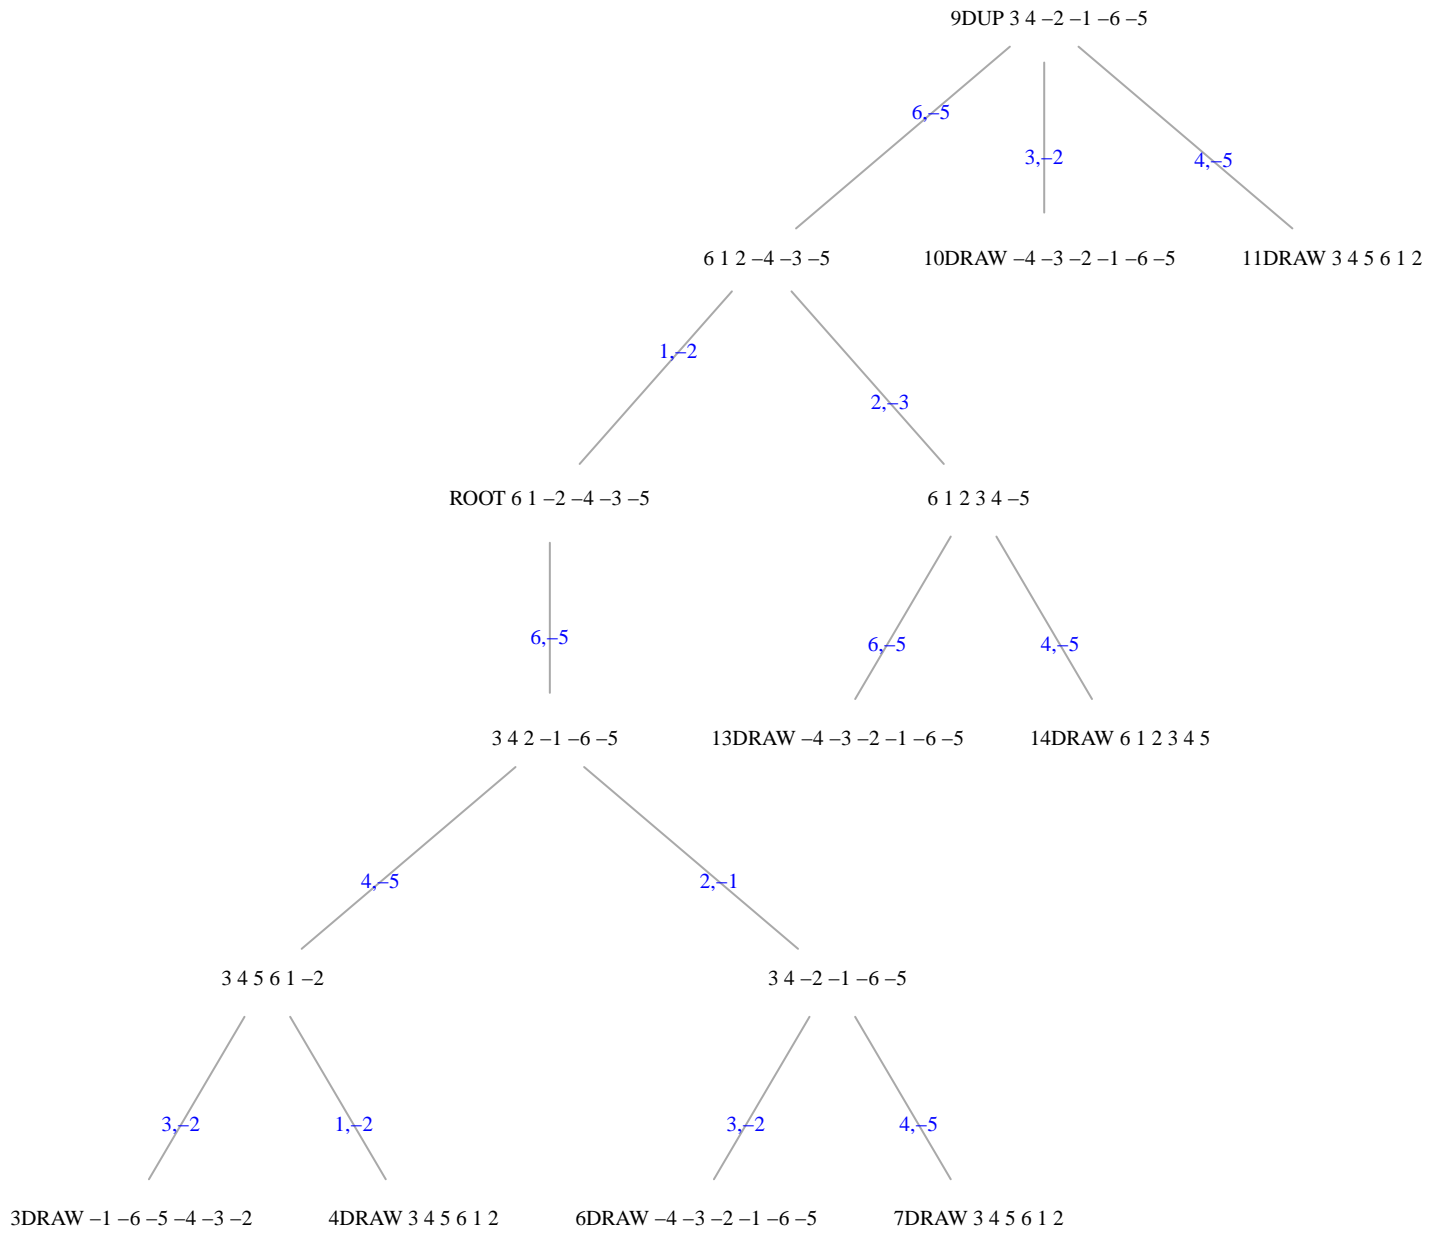 9DUP 3 4 –2 –1 –6 –5
6,–5
3,–2
4,–5
6 1 2 –4 –3 –5
10DRAW –4 –3 –2 –1 –6 –5
11DRAW 3 4 5 6 1 2
1,–2
2,–3
ROOT 6 1 –2 –4 –3 –5
6 1 2 3 4 –5
6,–5
6,–5
4,–5
3 4 2 –1 –6 –5
13DRAW –4 –3 –2 –1 –6 –5
14DRAW 6 1 2 3 4 5
4,–5
2,–1
3 4 5 6 1 –2
3 4 –2 –1 –6 –5
3,–2
1,–2
3,–2
4,–5
3DRAW –1 –6 –5 –4 –3 –2
4DRAW 3 4 5 6 1 2
6DRAW –4 –3 –2 –1 –6 –5
7DRAW 3 4 5 6 1 2